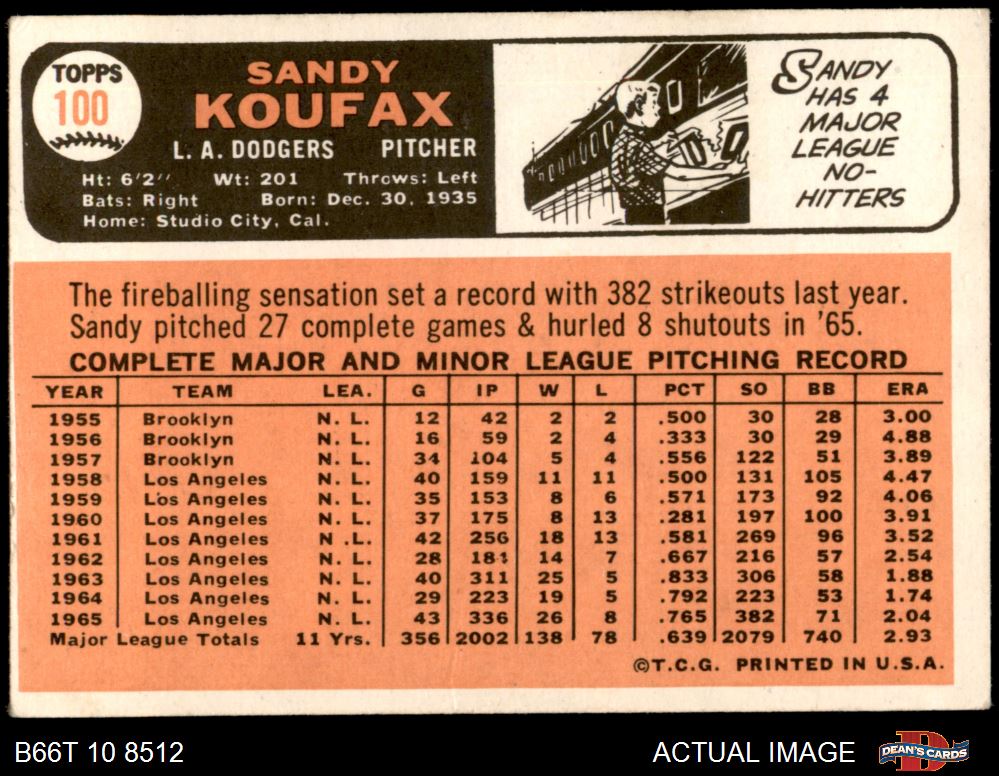 TOPPS
100
SANDY
KOUFAX
L. A. DODGERS PITCHER
Ht: 6'2" Wt: 201 Throws: Left
Bats: Right Born: Dec. 30, 1935
Home: Studio City, Cal.
SANDY
HAS 4
MAJOR
LEAGUE
NO-
HITTERS
The fireballing sensation set a record with 382 strikeouts last year.
Sandy pitched 27 complete games & hurled 8 shutouts in '65.
COMPLETE MAJOR AND MINOR LEAGUE PITCHING RECORD
YEAR TEAM LEA. G IP W L PCT SO BB ERA
1955 Brooklyn N. L. 12 42 2 2 .500 30 28 3.00
1956 Brooklyn N. L. 16 59 2 4 .333 30 29 4.88
1957 Brooklyn N. L. 34 104 5 4 .556 122 51 3.89
1958 Los Angeles N. L. 40 159 11 11 .500 131 105 4.47
1959 Los Angeles N. L. 35 153 8 6 .571 173 92 4.06
1960 Los Angeles N. L. 37 175 8 13 .281 197 100 3.91
1961 Los Angeles N .L. 42 256 18 13 .581 269 96 3.52
1962 Los Angeles N. L. 28 184 14 7 .667 216 57 2.54
1963 Los Angeles N. L. 40 311 25 5 .833 306 58 1.88
1964 Los Angeles N. L. 29 223 19 5 .792 223 53 1.74
1965 Los Angeles N. L. 43 336 26 8 .765 382 71 2.04
Major League Totals 11 Yrs. 356 2002 138 78 .639 2079 740 2.93
©T.C.G. PRINTED IN U.S.A.
B66T 10 8512 ACTUAL IMAGE DEAN'S CARDS